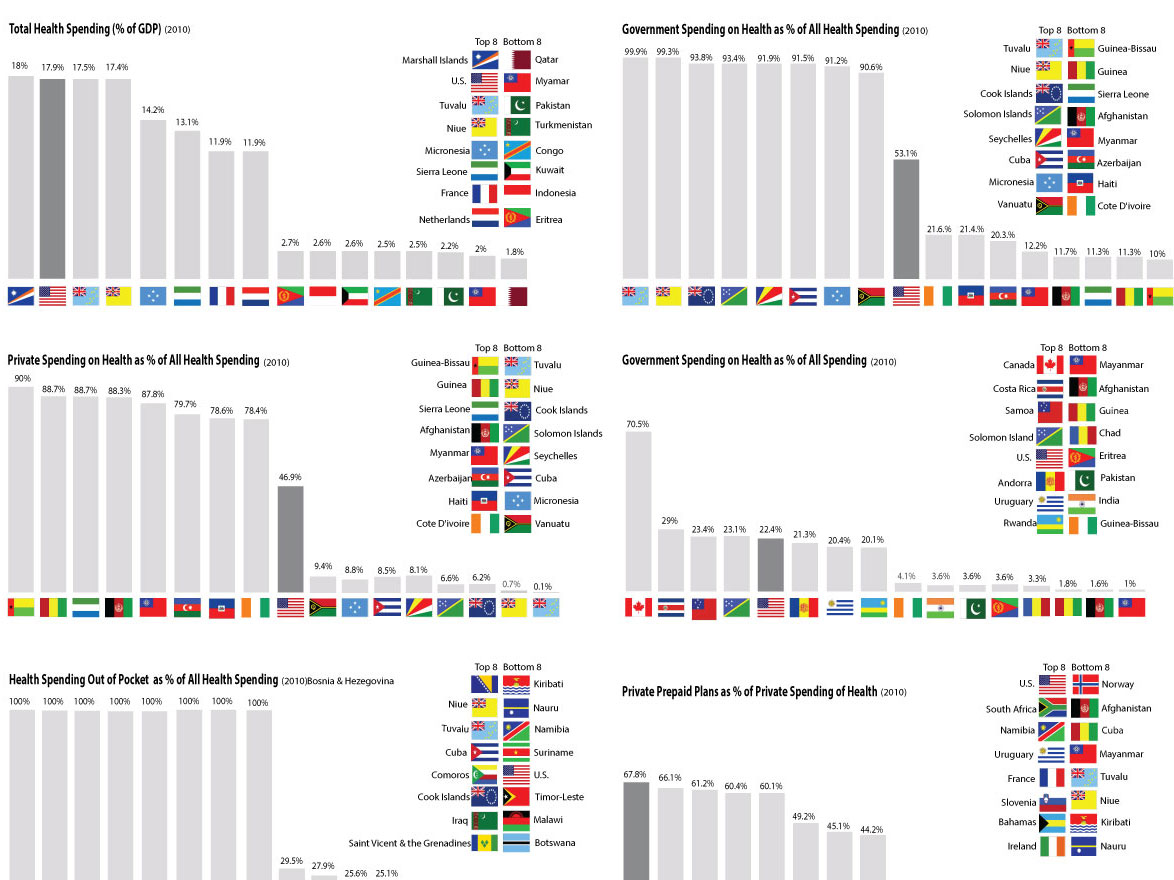 Total Health Spending (% of GDP) (2010)
Top 8 Bottom 8
Marshall Islands Qatar
U.S. Myamar
Tuvalu Pakistan
Niue Turkmenistan
Micronesia Congo
Sierra Leone Kuwait
France Indonesia
Netherlands Eritrea
18% 17.9% 17.5% 17.4% 14.2% 13.1% 11.9% 11.9% 2.7% 2.6% 2.6% 2.5% 2.5% 2.2% 2% 1.8%
Government Spending on Health as % of All Health Spending (2010)
Top 8 Bottom 8
Tuvalu Guinea-Bissau
Niue Guinea
Cook Islands Sierra Leone
Solomon Islands Afghanistan
Seychelles Myanmar
Cuba Azerbaijan
Micronesia Haiti
Vanuatu Cote D'ivoire
99.9% 99.3% 93.8% 93.4% 91.9% 91.5% 91.2% 90.6% 53.1% 21.6.% 21.4.% 20.3.% 12.2% 11.7% 11.3% 11.3% 10%
Private Spending on Health as % of All Health Spending (2010)
Top 8 Bottom 8
Guinea-Bissau Tuvalu
Guinea Niue
Sierra Leone Cook Islands
Afghanistan Solomon Islands
Myanmar Seychelles
Azerbaijan Cuba
Haiti Micronesia
Cote D'ivoire Vanuatu
90% 88.7% 88.7% 88.3% 87.8% 79.7% 78.6% 78.4% 46.9% 9.4% 8.8% 8.5% 8.1% 6.6% 6.2% 0.7% 0.1%
Government Spending on Health as % of All Spending (2010)
Top 8 Bottom 8
Canada Mayanmar
Costa Rica Afghanistan
Samoa Guinea
Solomon Island Chad
U.S. Eritrea
Andorra Pakistan
Uruguary India
Rwanda Guinea-Bissau
70.5% 29% 23.4% 23.1% 22.4% 21.3% 20.4% 20.1% 4.1% 3.6% 3.6% 3.6% 3.3% 1.8% 1.6% 1%
Health Spending Out of Pocket as % of All Health Spending (2010)Bosnia & Hezegovina
Top 8 Bottom 8
Kiribati
Niue Nauru
Tuvalu Namibia
Cuba Suriname
Comoros U.S.
Cook Islands Timor-Leste
Iraq Malawi
Saint Vicent & the Grenadines Botswana
100% 100% 100% 100% 100% 100% 100% 100% 29.5% 27.9% 25.6% 25.1%
Private Prepaid Plans as % of Private Spending of Health (2010)
Top 8 Bottom 8
U.S. Norway
South Africa Afghanistan
Namibia Cuba
Uruguary Mayanmar
France Tuvalu
Slovenia Niue
Bahamas Kiribati
Ireland Nauru
67.8% 66.1% 61.2% 60.4% 60.1% 49.2% 45.1% 44.2%